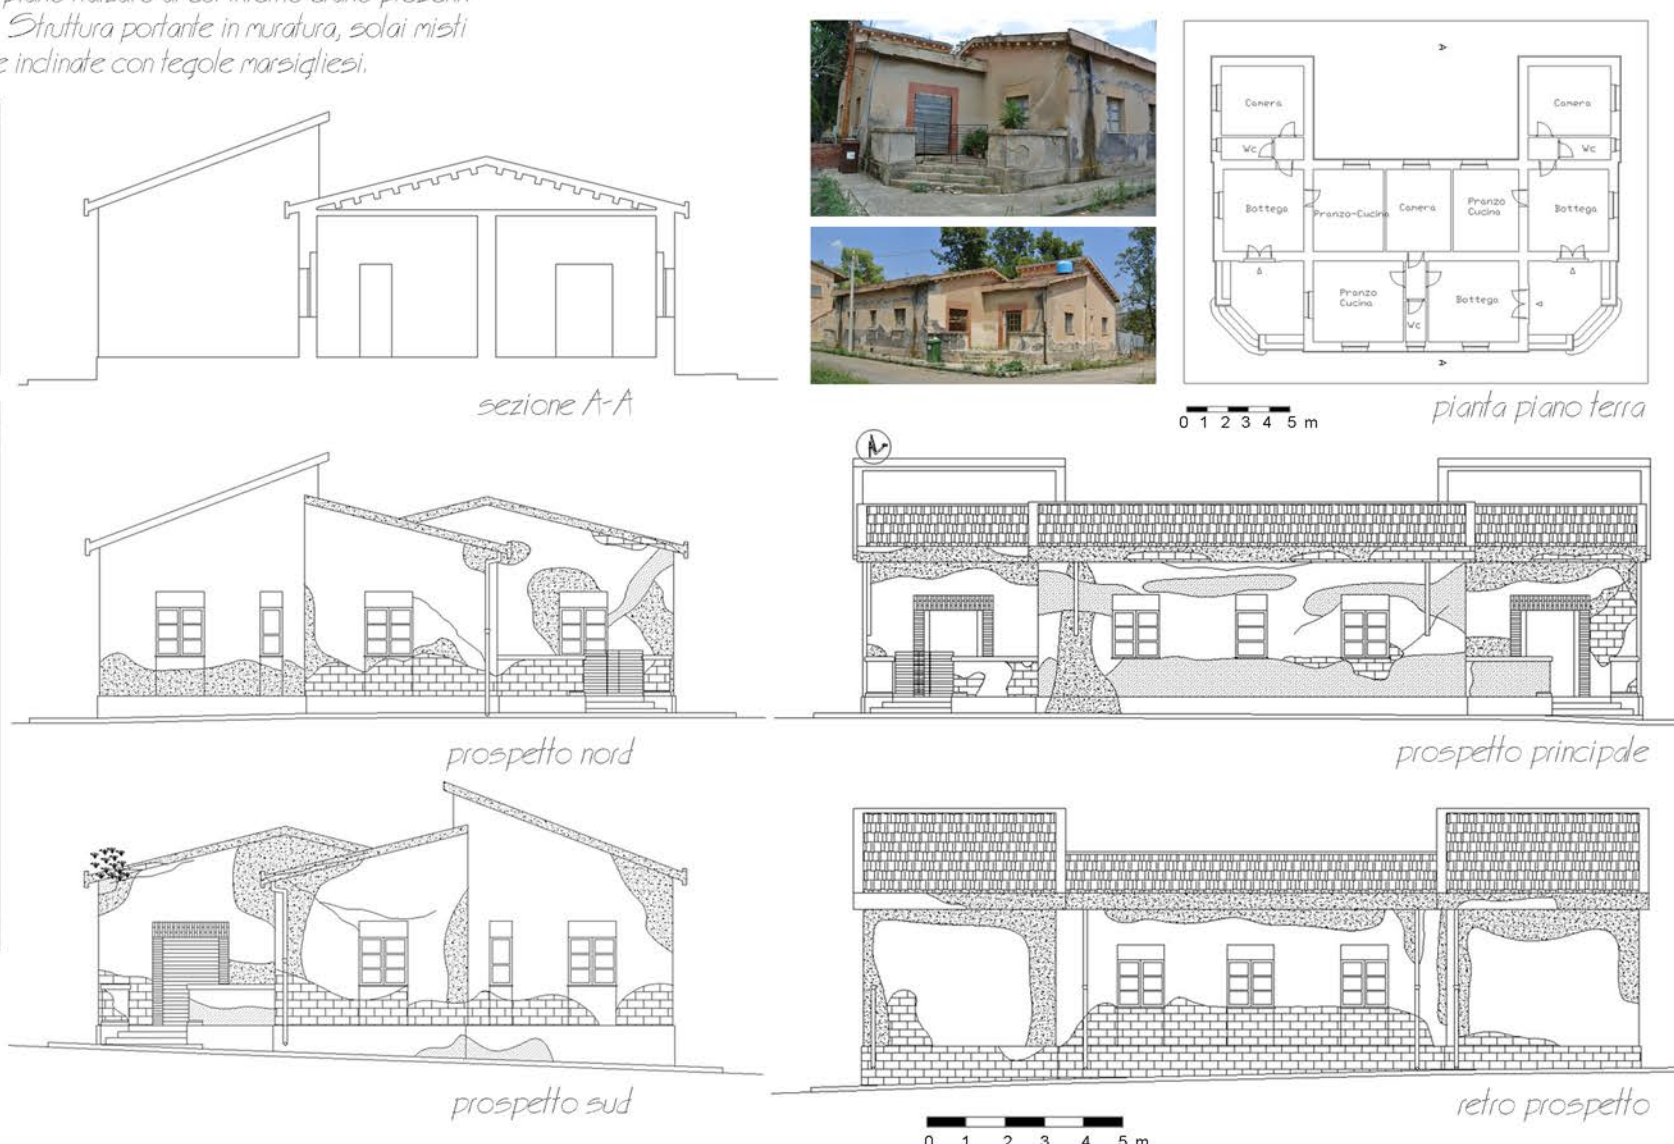 Struttura portante in muratura, solai misti
e inclinate con tegole marsigliesi.
sezione A-A
A
Camera
Camera
Wc
Wc
Bottega
Pranzo-Cucina
Camera
Pranzo
Cucina
Bottega
Pranzo
Cucina
Wc
Bottega
A
0 1 2 3 4 5 m
pianta piano terra
prospetto nord
prospetto principale
prospetto sud
retro prospetto
0 1 2 3 4 5 m